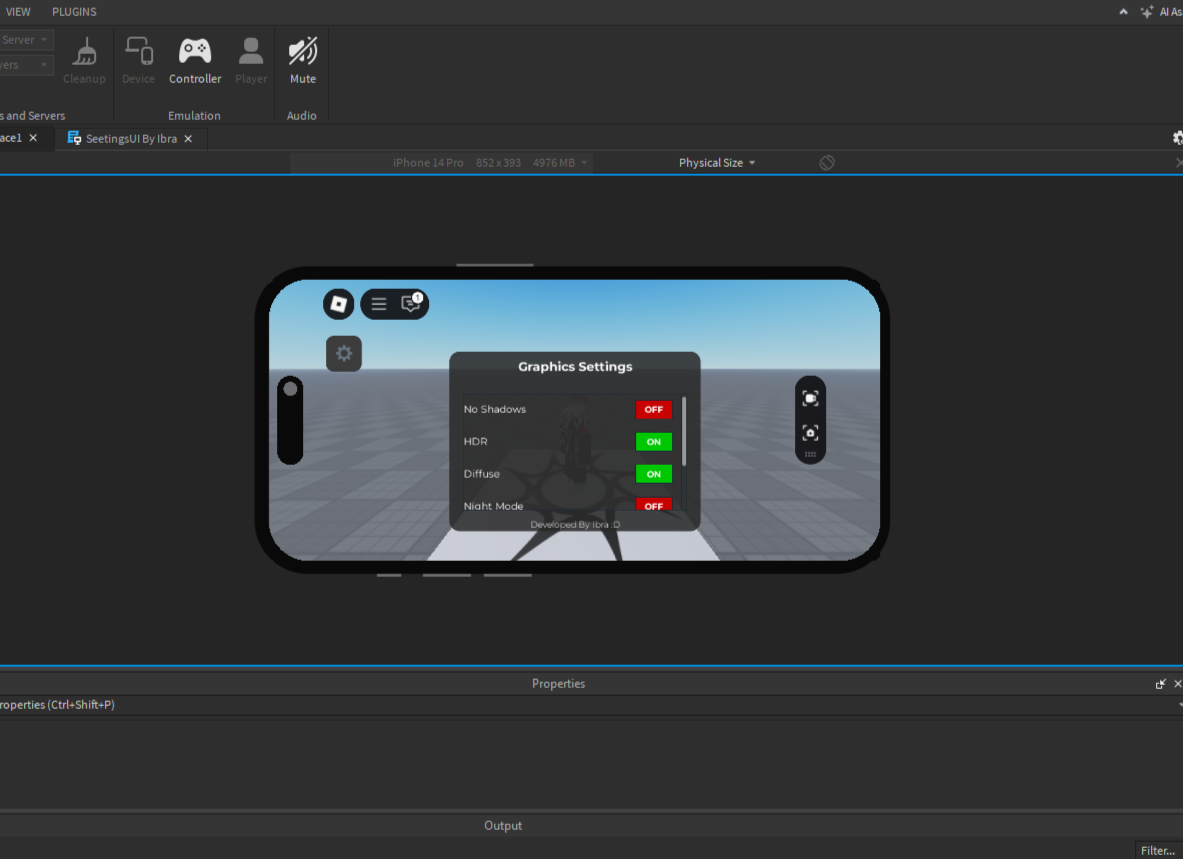 VIEW PLUGINS AI As
Server
vers
Cleanup Device Controller Player Mute
s and Servers Emulation Audio
ace1 SeetingsUI By Ibra
iPhone 14 Pro 852 x 393 4976 MB Physical Size
1
Graphics Settings
No Shadows OFF
HDR ON
Diffuse ON
Night Mode OFF
Developed By Ibra :D
Properties
roperties (Ctrl+Shift+P)
Output
Filter...